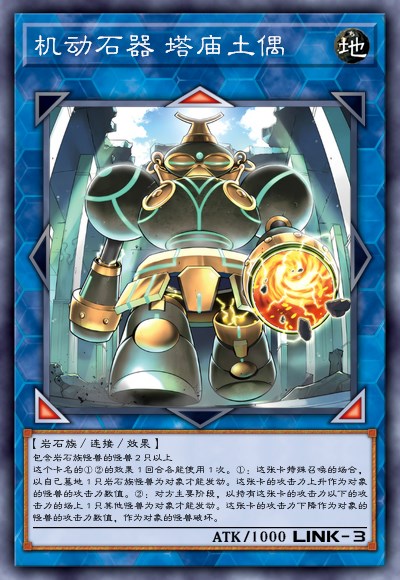 机动石器 塔庙土偶
地
【岩石族／连接／效果】
包含岩石族怪兽的怪兽2只以上
这个卡名的①②的效果1回合各能使用1次。①：这张卡特殊召唤的场合，
以自己墓地1只岩石族怪兽为对象才能发动。这张卡的攻击力上升作为对象
的怪兽的攻击力数值。②：对方主要阶段，以持有这张卡的攻击力以下的攻
击力的场上1只其他怪兽为对象才能发动。这张卡的攻击力下降作为对象的
怪兽的攻击力数值，作为对象的怪兽破坏。
ATK/1000 LINK-3